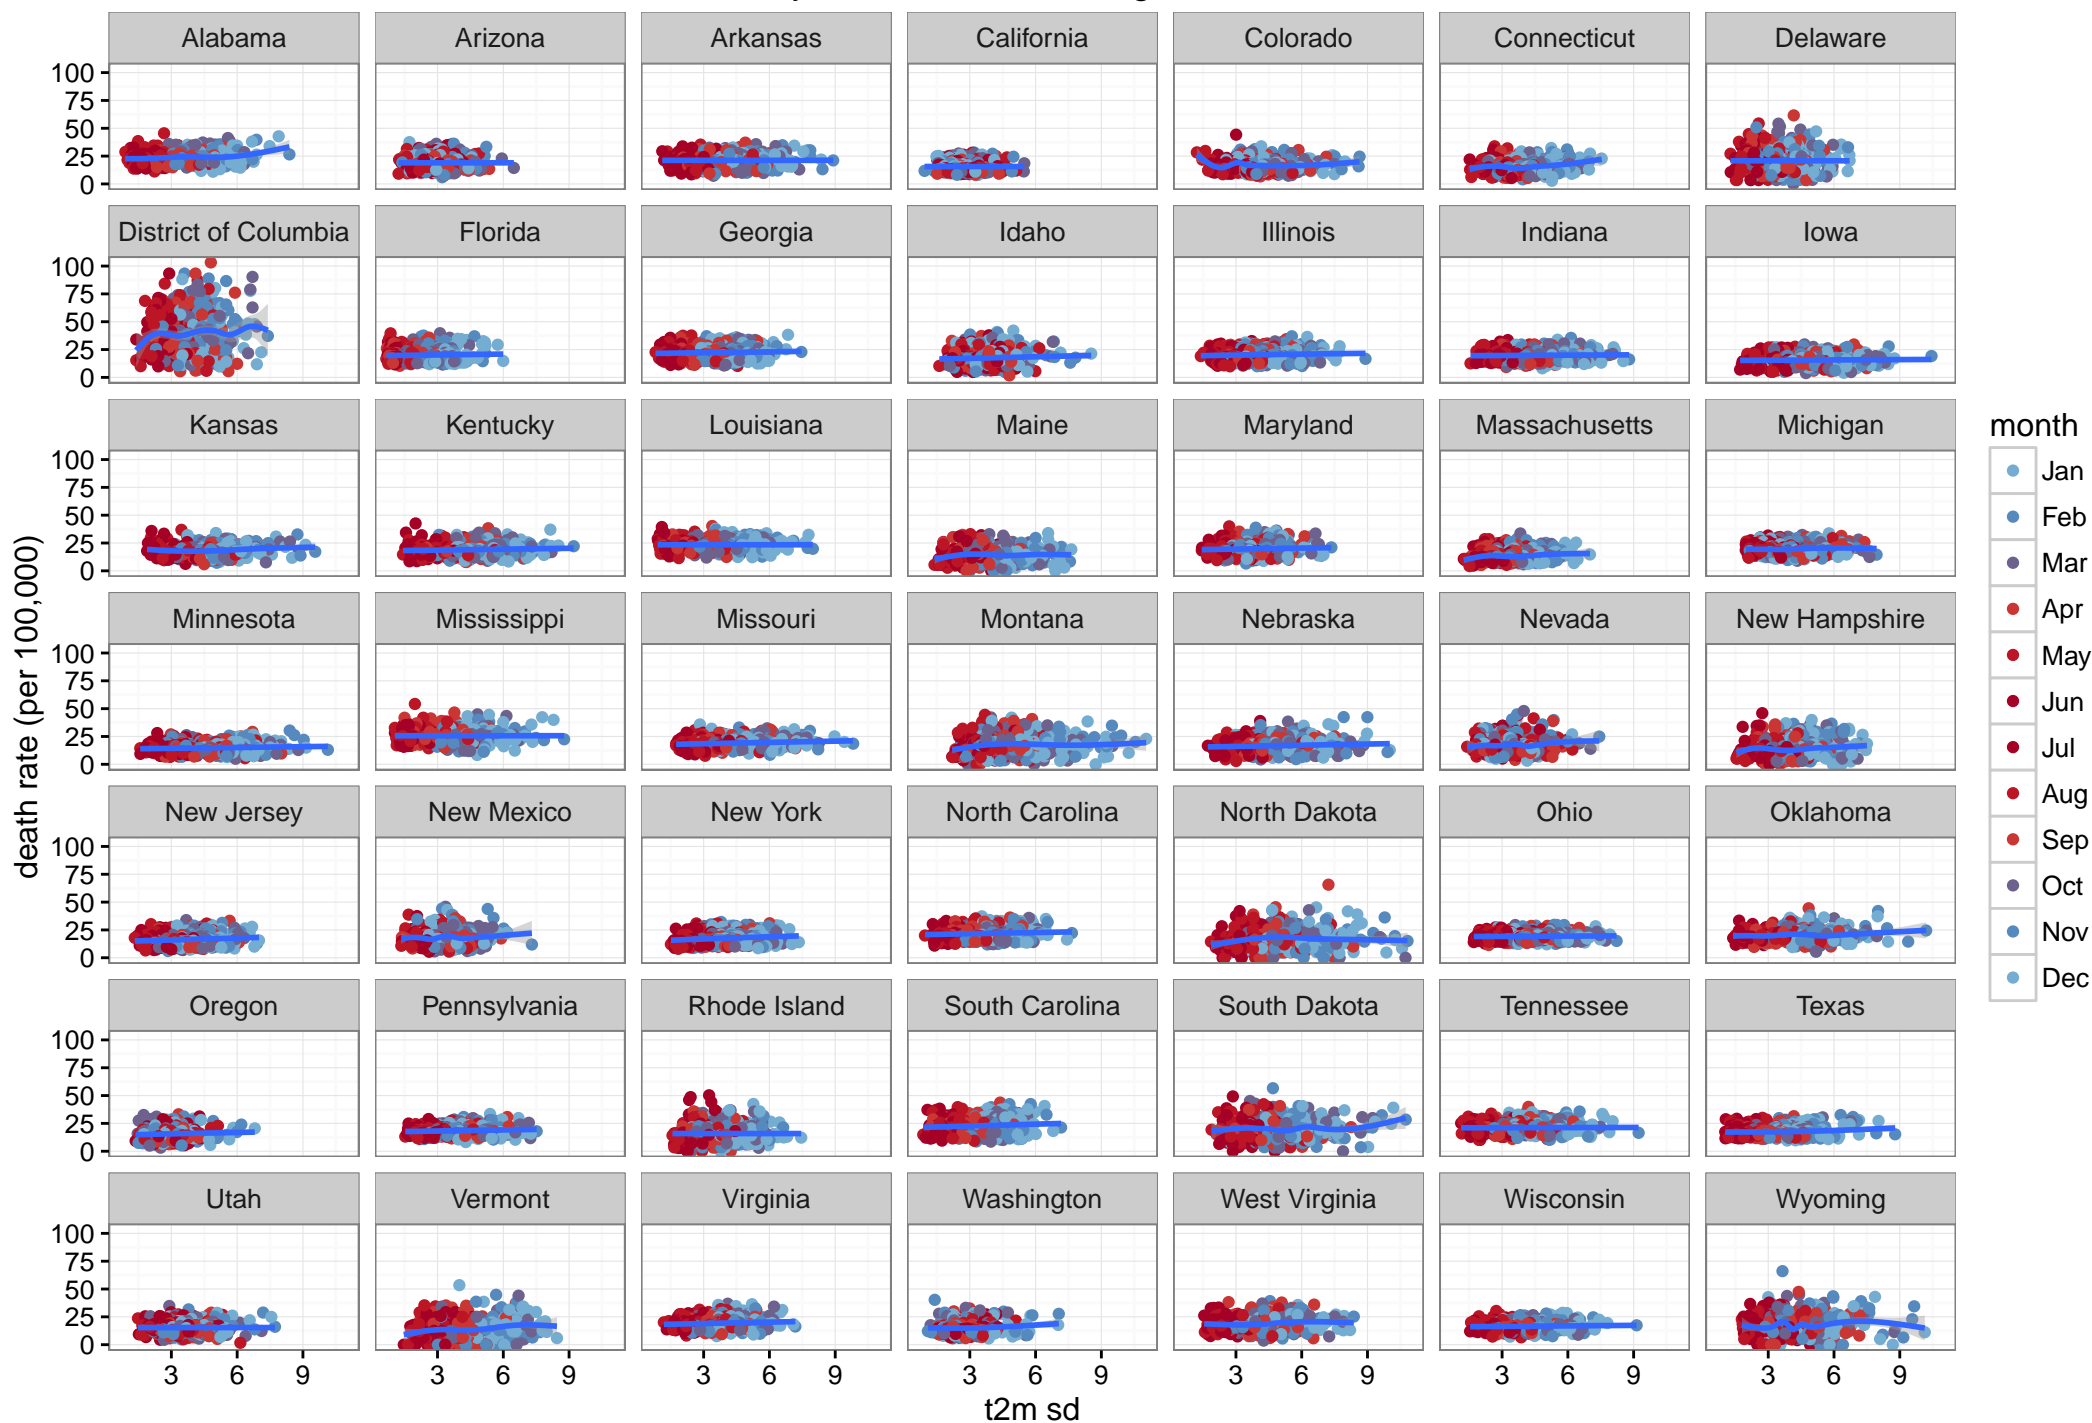 Alabama Arizona Arkansas California Colorado Connecticut Delaware
100
75
50
25
0
District of Columbia Florida Georgia Idaho Illinois Indiana Iowa
100
75
50
25
0
Kansas Kentucky Louisiana Maine Maryland Massachusetts Michigan
100
75
50
25
0
Minnesota Mississippi Missouri Montana Nebraska Nevada New Hampshire
100
75
50
25
0
New Jersey New Mexico New York North Carolina North Dakota Ohio Oklahoma
100
75
50
25
0
Oregon Pennsylvania Rhode Island South Carolina South Dakota Tennessee Texas
100
75
50
25
0
Utah Vermont Virginia Washington West Virginia Wisconsin Wyoming
100
75
50
25
0
3 6 9 3 6 9 3 6 9 3 6 9 3 6 9 3 6 9 3 6 9
t2m sd
death rate (per 100,000)
month
Jan
Feb
Mar
Apr
May
Jun
Jul
Aug
Sep
Oct
Nov
Dec